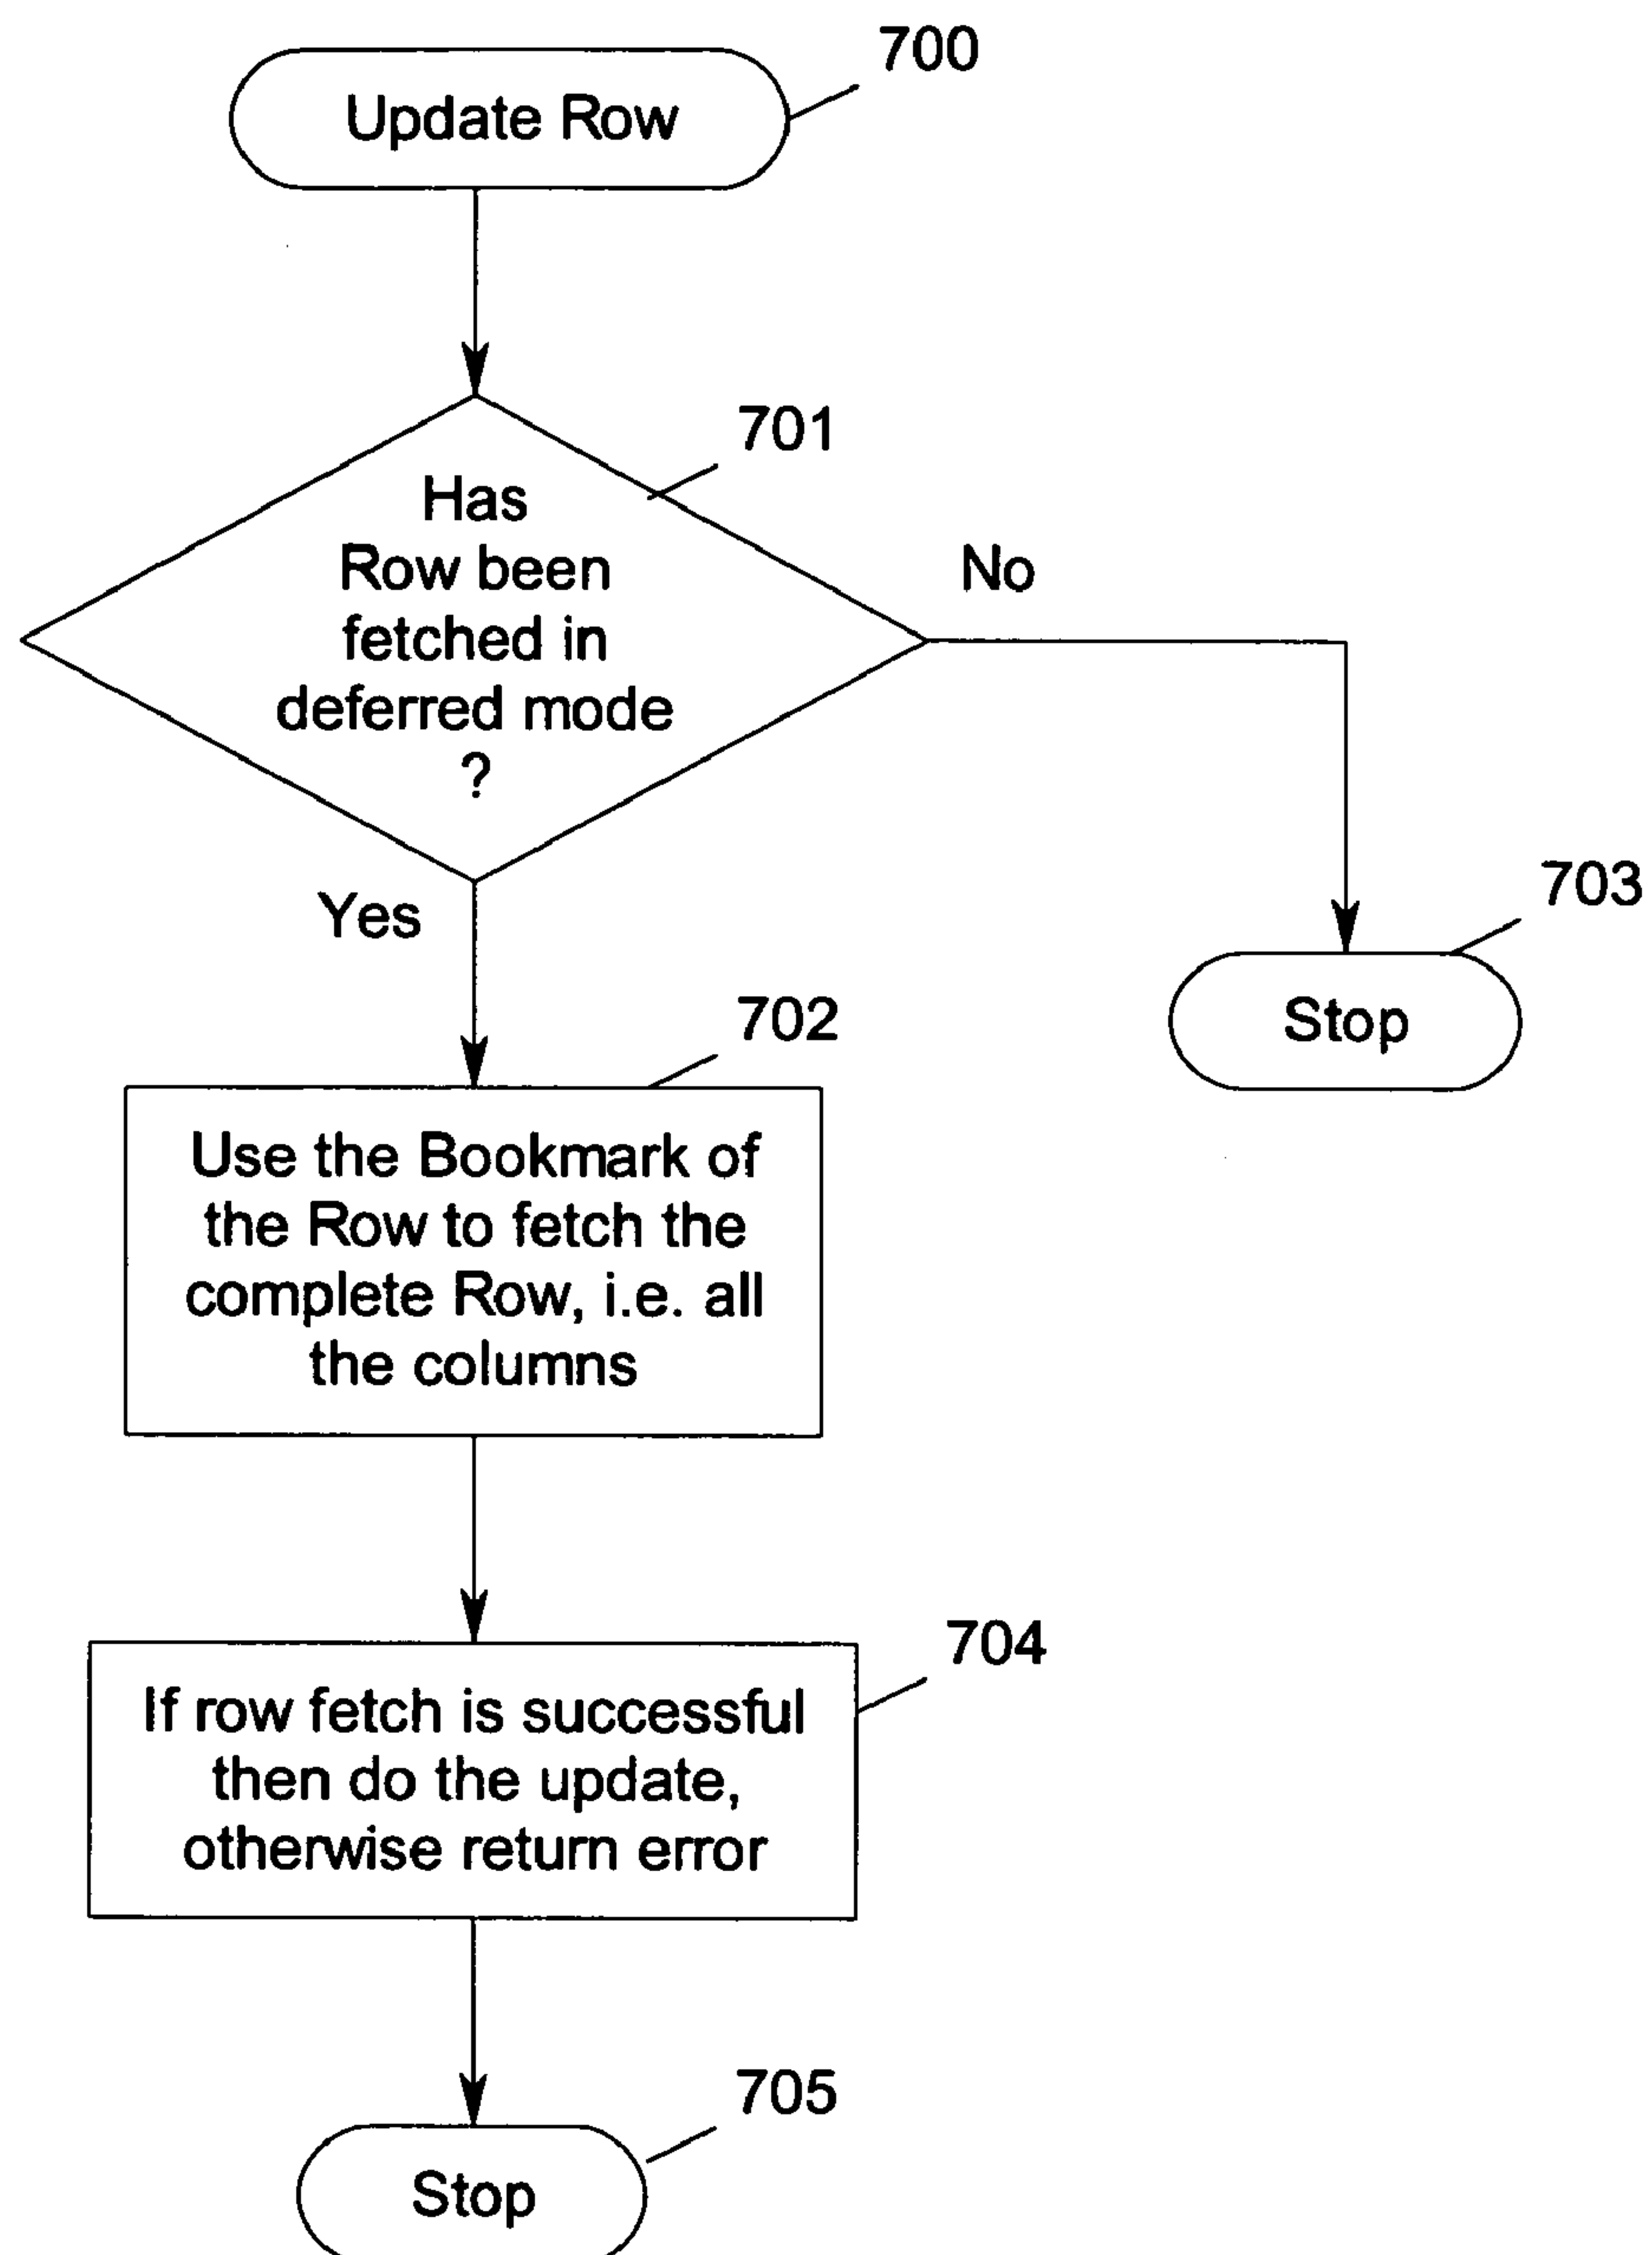 700
Update Row
701
Has
Row been
fetched in
deferred mode
?
No
Yes
703
Stop
702
Use the Bookmark of
the Row to fetch the
complete Row, i.e. all
the columns
704
If row fetch is successful
then do the update,
otherwise return error
705
Stop